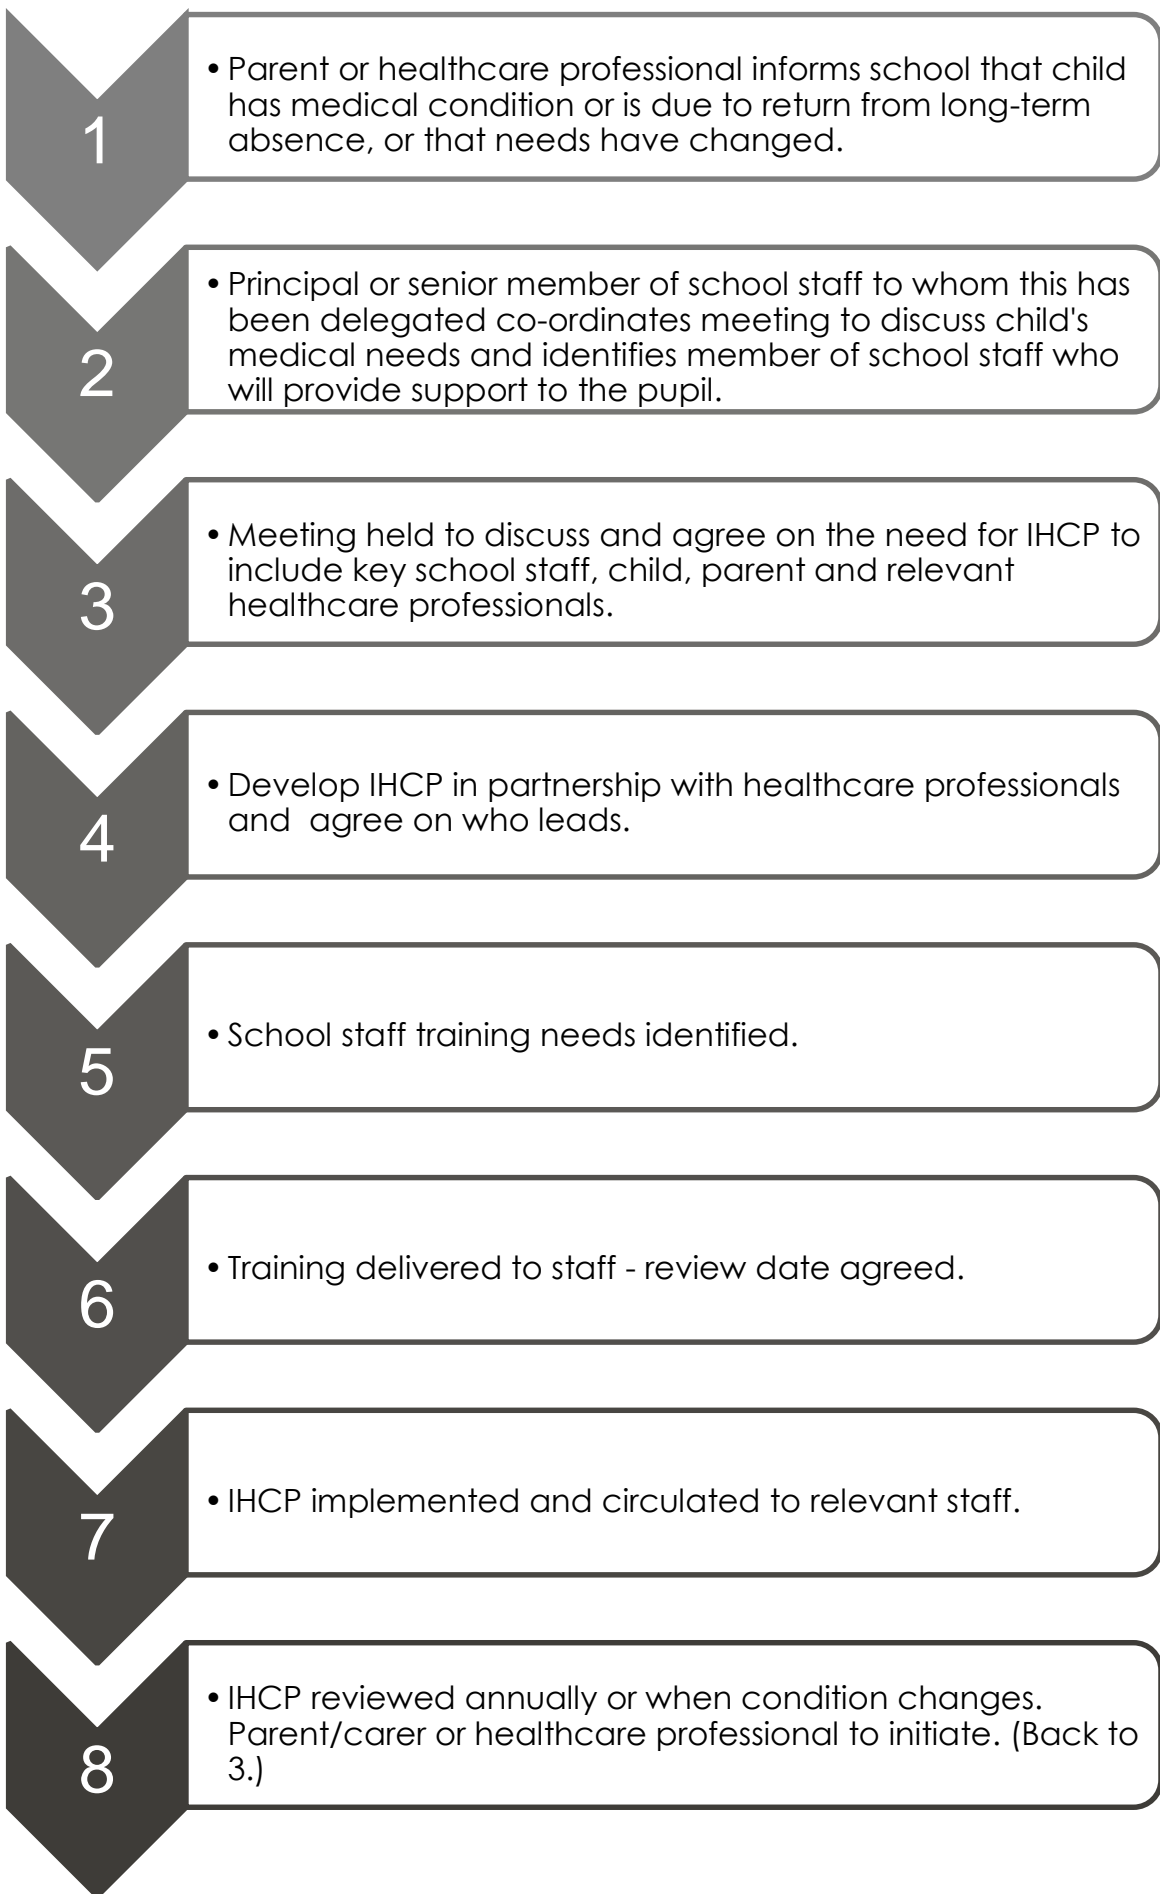 1
• Parent or healthcare professional informs school that child
has medical condition or is due to return from long-term
absence, or that needs have changed.
2
• Principal or senior member of school staff to whom this has
been delegated co-ordinates meeting to discuss child's
medical needs and identifies member of school staff who
will provide support to the pupil.
3
• Meeting held to discuss and agree on the need for IHCP to
include key school staff, child, parent and relevant
healthcare professionals.
4
• Develop IHCP in partnership with healthcare professionals
and  agree on who leads.
5
• School staff training needs identified.
6
• Training delivered to staff - review date agreed.
7
• IHCP implemented and circulated to relevant staff.
8
• IHCP reviewed annually or when condition changes.
Parent/carer or healthcare professional to initiate. (Back to
3.)